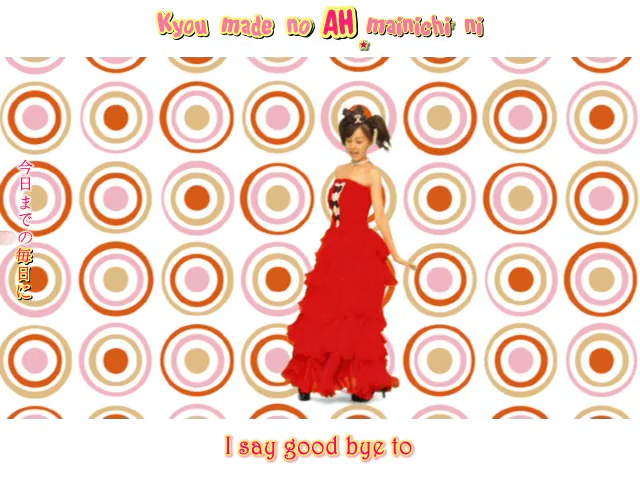 Kyou made no AH mainichi ni
今日までの毎日に
I say good bye to